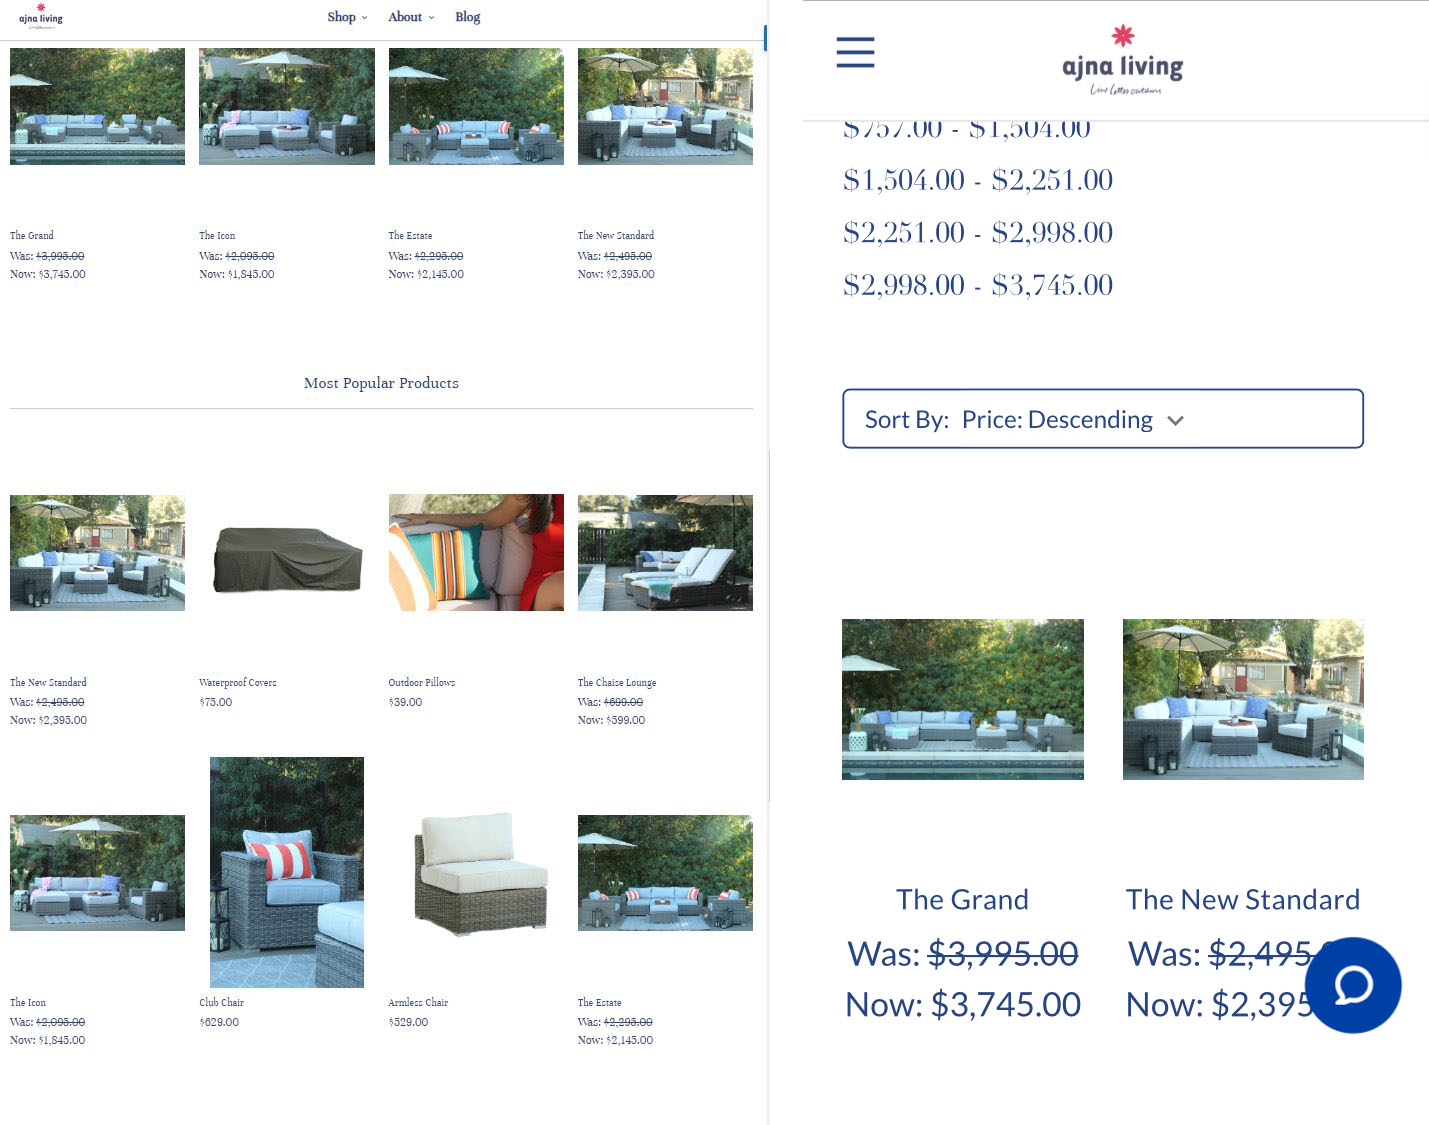 ajna living
Live better outdoors
Shop About Blog
The Grand
Was: $3,995.00
Now: $3,745.00
The Icon
Was: $2,095.00
Now: $1,845.00
The Estate
Was: $2,295.00
Now: $2,145.00
The New Standard
Was: $2,495.00
Now: $2,395.00
Most Popular Products
The New Standard
Was: $2,495.00
Now: $2,395.00
Waterproof Covers
$75.00
Outdoor Pillows
$39.00
The Chaise Lounge
Was: $699.00
Now: $599.00
The Icon
Was: $2,095.00
Now: $1,845.00
Club Chair
$629.00
Armless Chair
$529.00
The Estate
Was: $2,295.00
Now: $2,145.00
ajna living
Live better outdoors
$757.00 - $1,504.00
$1,504.00 - $2,251.00
$2,251.00 - $2,998.00
$2,998.00 - $3,745.00
Sort By: Price: Descending
The Grand
Was: $3,995.00
Now: $3,745.00
The New Standard
Was: $2,495.
Now: $2,395